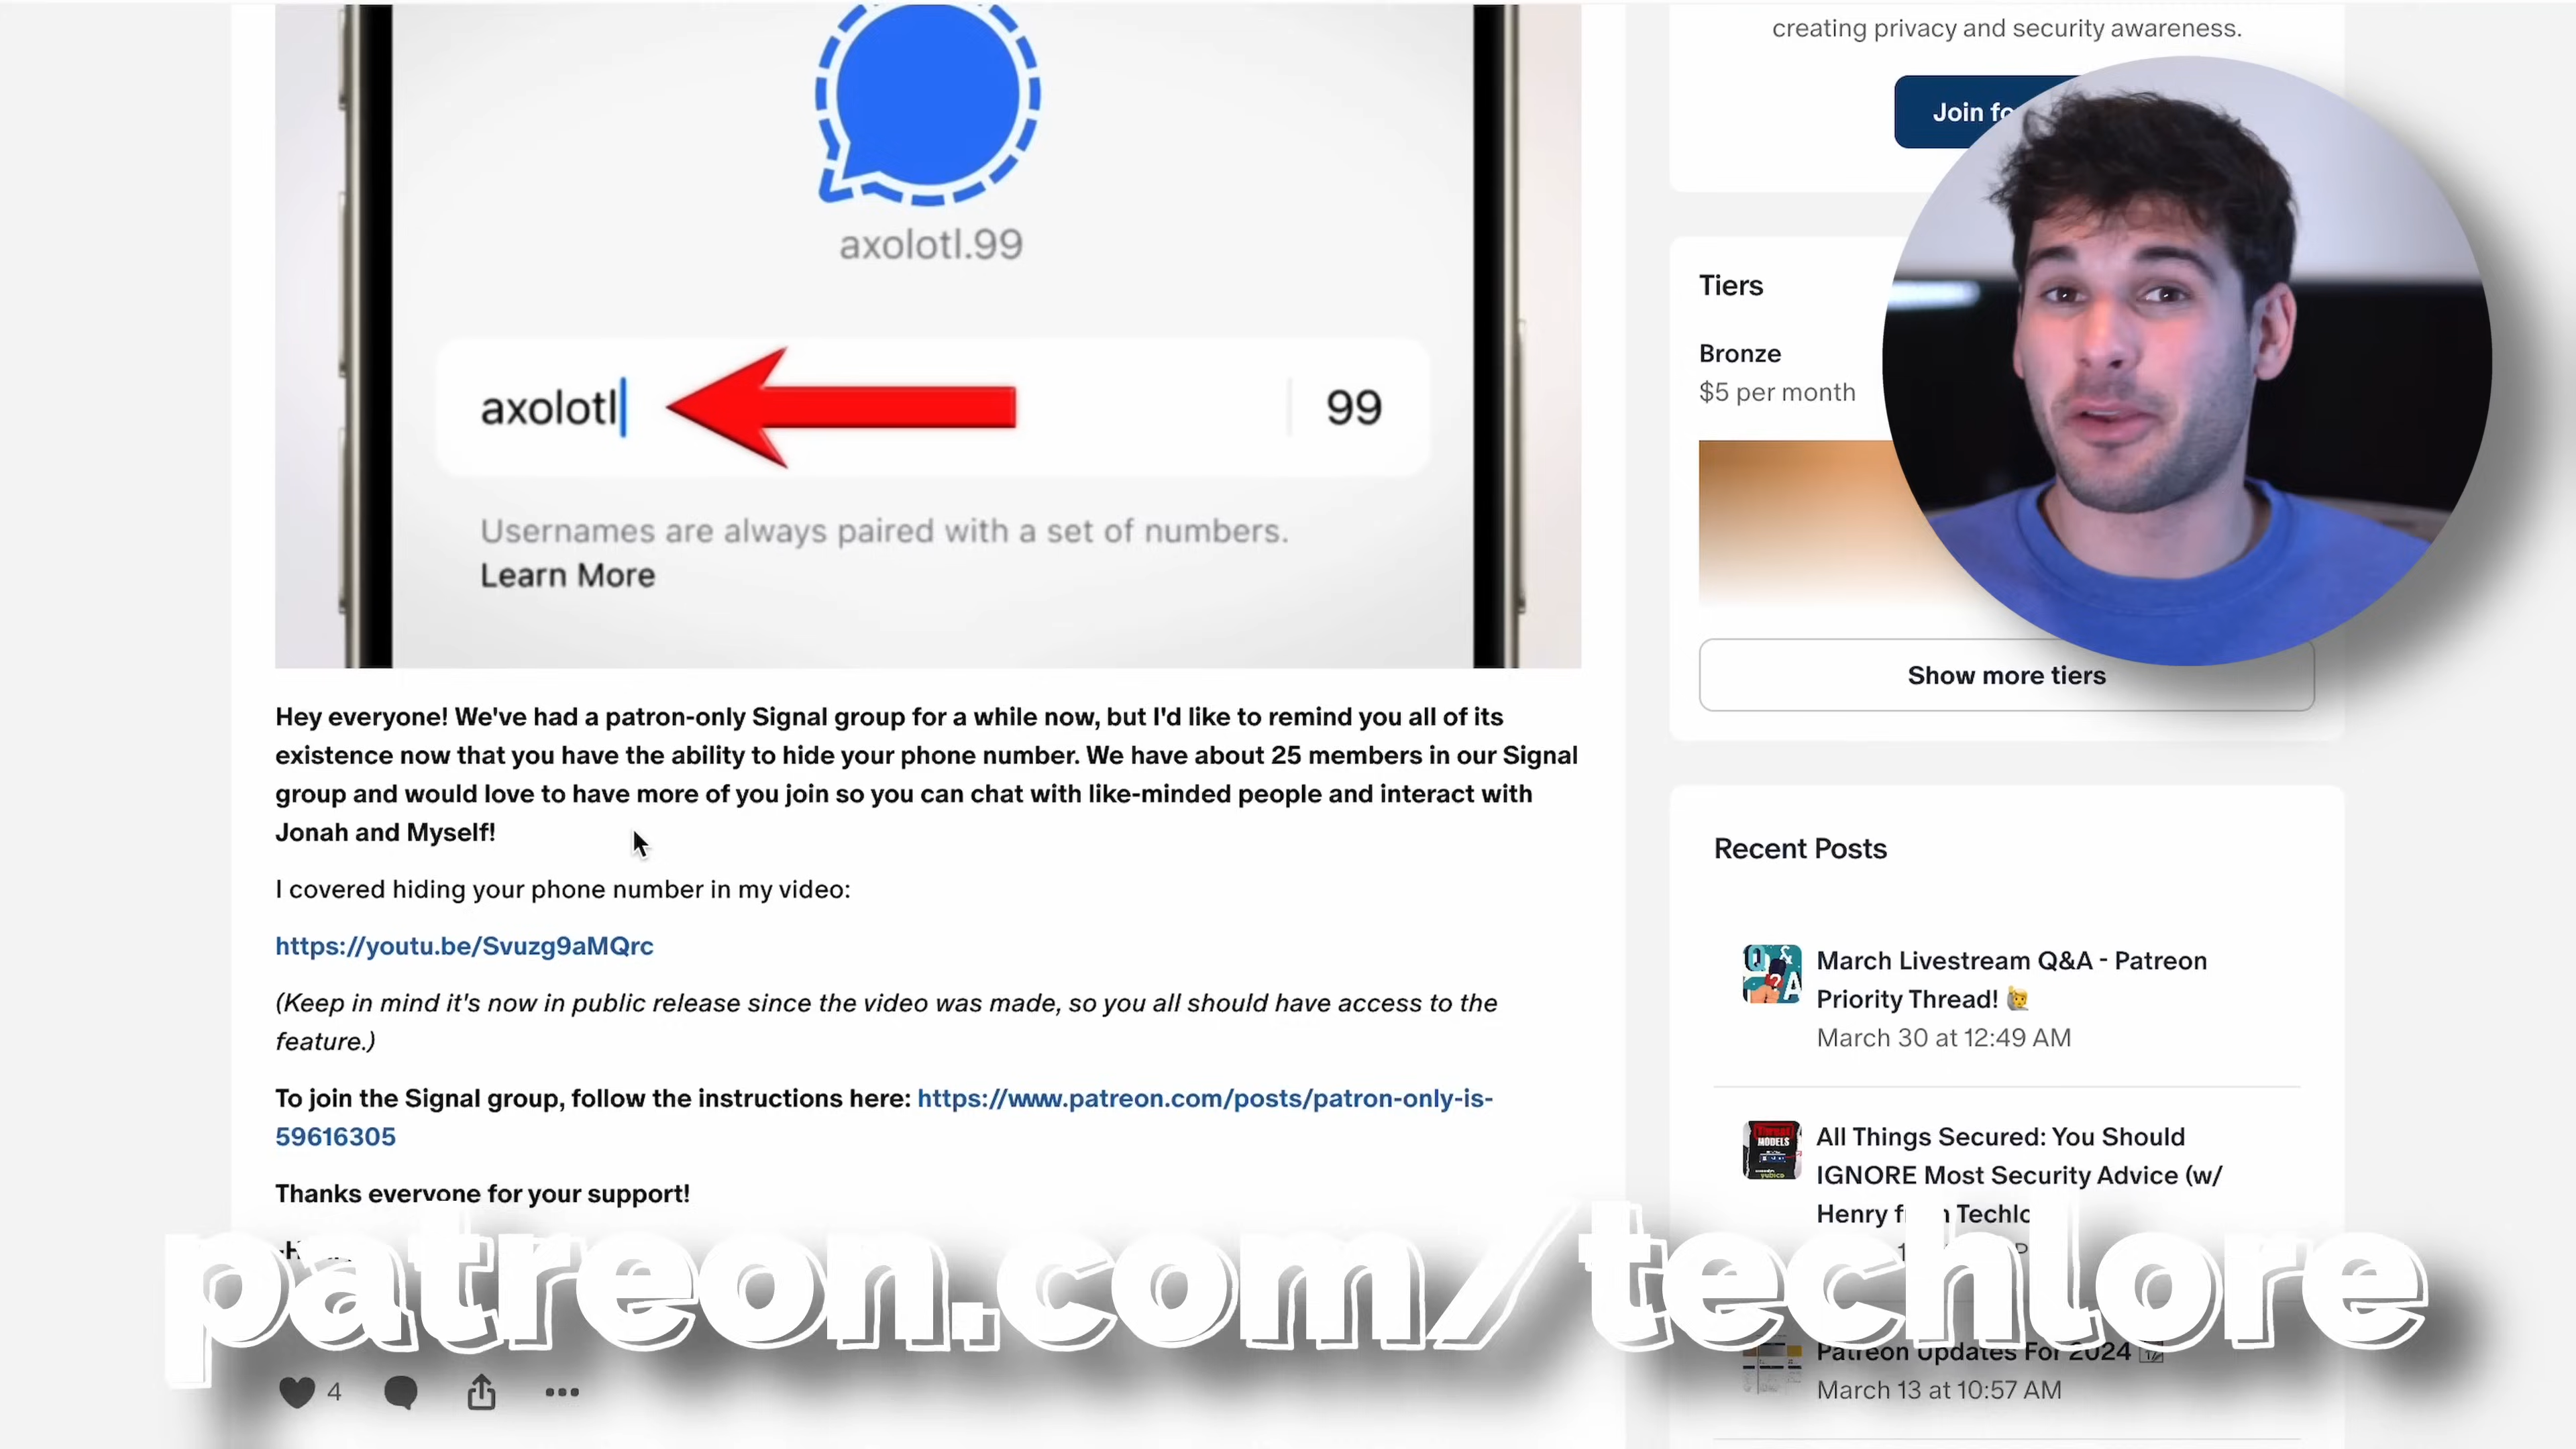 creating privacy and security awareness.
Join fo
axolotl.99
axolotl
99
Usernames are always paired with a set of numbers.
Learn More
Tiers
Bronze
$5 per month
Show more tiers
Hey everyone! We've had a patron-only Signal group for a while now, but I'd like to remind you all of its
existence now that you have the ability to hide your phone number. We have about 25 members in our Signal
group and would love to have more of you join so you can chat with like-minded people and interact with
Jonah and Myself!
I covered hiding your phone number in my video:
https://youtu.be/Svuzg9aMQrc
(Keep in mind it's now in public release since the video was made, so you all should have access to the
feature.)
To join the Signal group, follow the instructions here: https://www.patreon.com/posts/patron-only-is-
59616305
Thanks everyone for your support!
4
Recent Posts
March Livestream Q&A - Patreon
Priority Thread! 🙋‍♂️
March 30 at 12:49 AM
All Things Secured: You Should
IGNORE Most Security Advice (w/
Henry from Techlo
Patreon Updates For 2024
March 13 at 10:57 AM
patreon.com/techlore